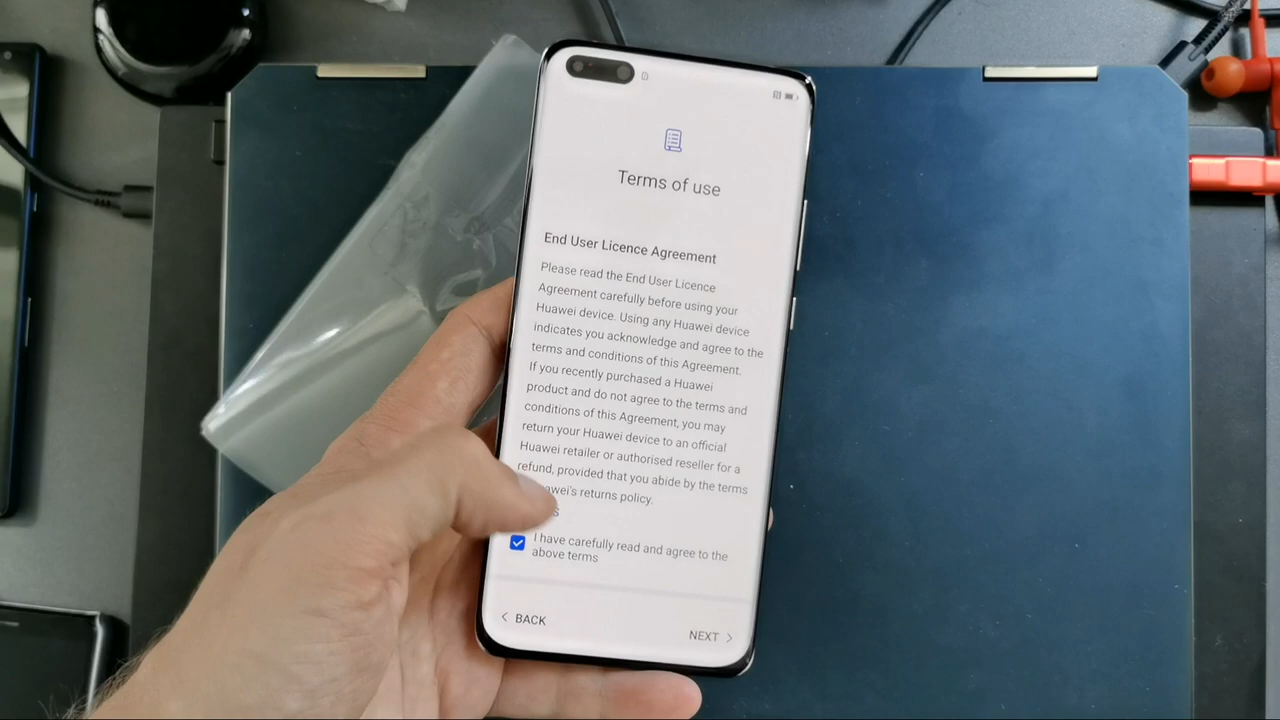 Terms of use
End User Licence Agreement
Please read the End User Licence
Agreement carefully before using your
Huawei device. Using any Huawei device
indicates you acknowledge and agree to the
terms and conditions of this Agreement.
If you recently purchased a Huawei
product and do not agree to the terms and
conditions of this Agreement, you may
return your Huawei device to an official
Huawei retailer or authorised reseller for a
refund, provided that you abide by the terms
returns policy.
I have carefully read and agree to the
above terms
BACK
NEXT